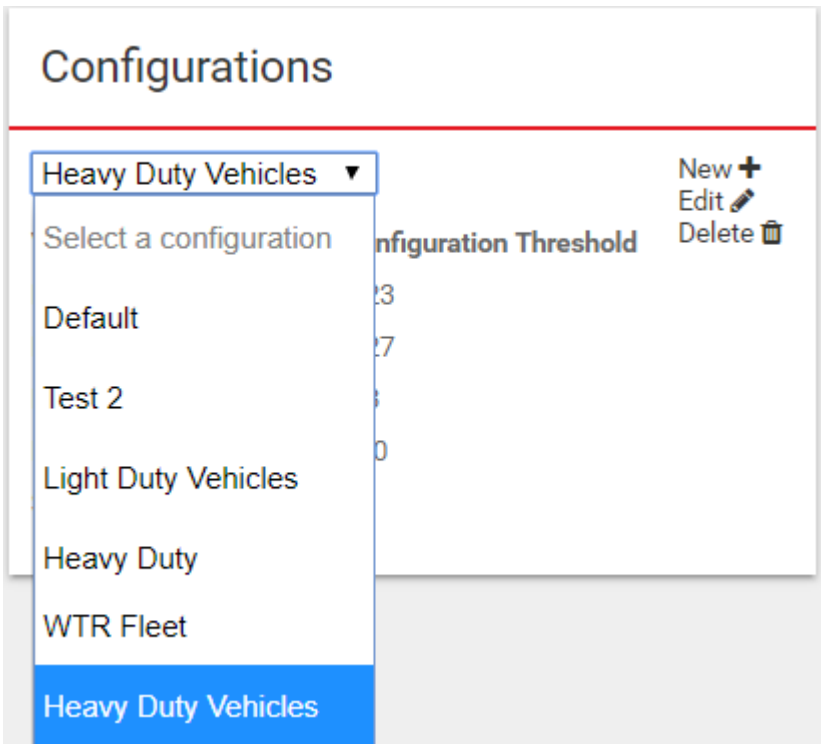 Configurations
Heavy Duty Vehicles
New
Edit
Delete
Select a configuration
Threshold
Default
Test 2
Light Duty Vehicles
Heavy Duty
WTR Fleet
Heavy Duty Vehicles